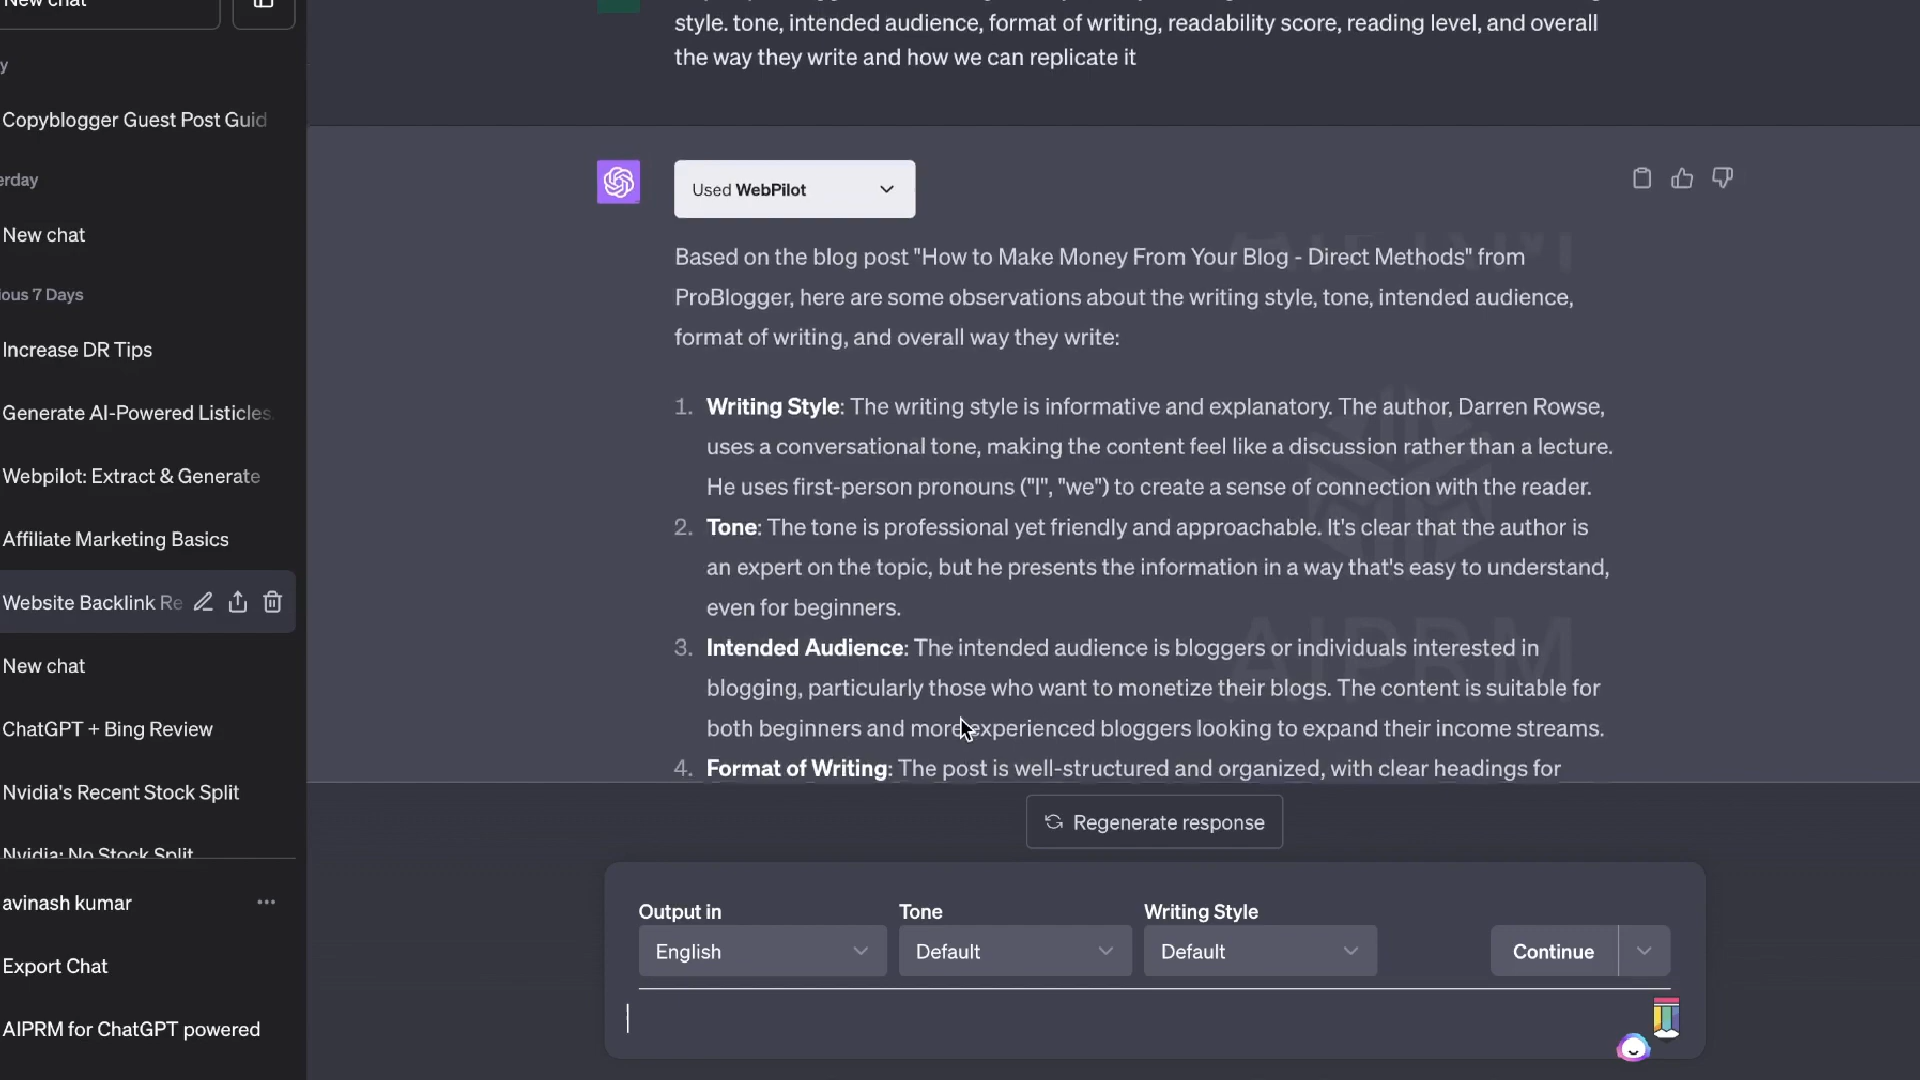 New chat
y
Copyblogger Guest Post Guid
erday
New chat
ious 7 Days
Increase DR Tips
Generate AI-Powered Listicles
Webpilot: Extract & Generate
Affiliate Marketing Basics
Website Backlink Re
New chat
ChatGPT + Bing Review
Nvidia's Recent Stock Split
Nvidia: No Stock Split
avinash kumar
Export Chat
AIPRM for ChatGPT powered
style. tone, intended audience, format of writing, readability score, reading level, and overall
the way they write and how we can replicate it
Used WebPilot
Based on the blog post "How to Make Money From Your Blog - Direct Methods" from
ProBlogger, here are some observations about the writing style, tone, intended audience,
format of writing, and overall way they write:
1. Writing Style: The writing style is informative and explanatory. The author, Darren Rowse,
uses a conversational tone, making the content feel like a discussion rather than a lecture.
He uses first-person pronouns ("I", "we") to create a sense of connection with the reader.
2. Tone: The tone is professional yet friendly and approachable. It's clear that the author is
an expert on the topic, but he presents the information in a way that's easy to understand,
even for beginners.
3. Intended Audience: The intended audience is bloggers or individuals interested in
blogging, particularly those who want to monetize their blogs. The content is suitable for
both beginners and more experienced bloggers looking to expand their income streams.
4. Format of Writing: The post is well-structured and organized, with clear headings for
AIPRM
AIPRM
Regenerate response
Output in
Tone
Writing Style
English
Default
Default
Continue